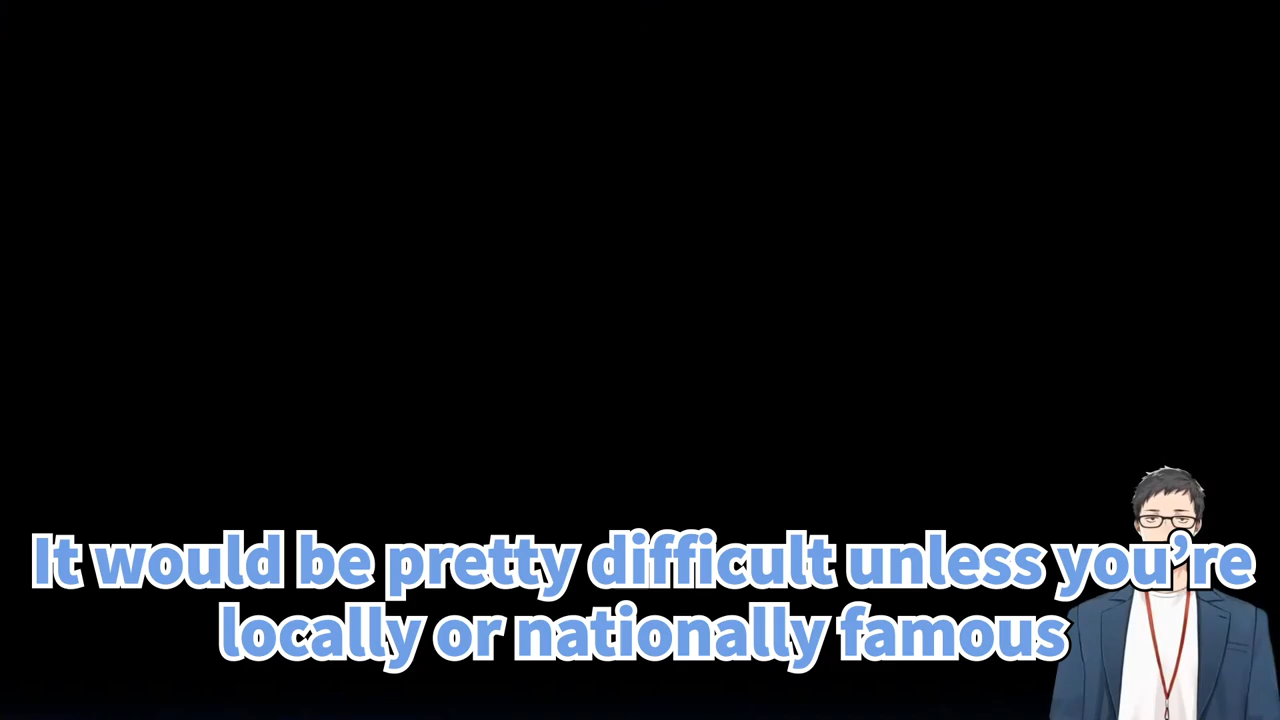 It would be pretty difficult unless you’re
locally or nationally famous